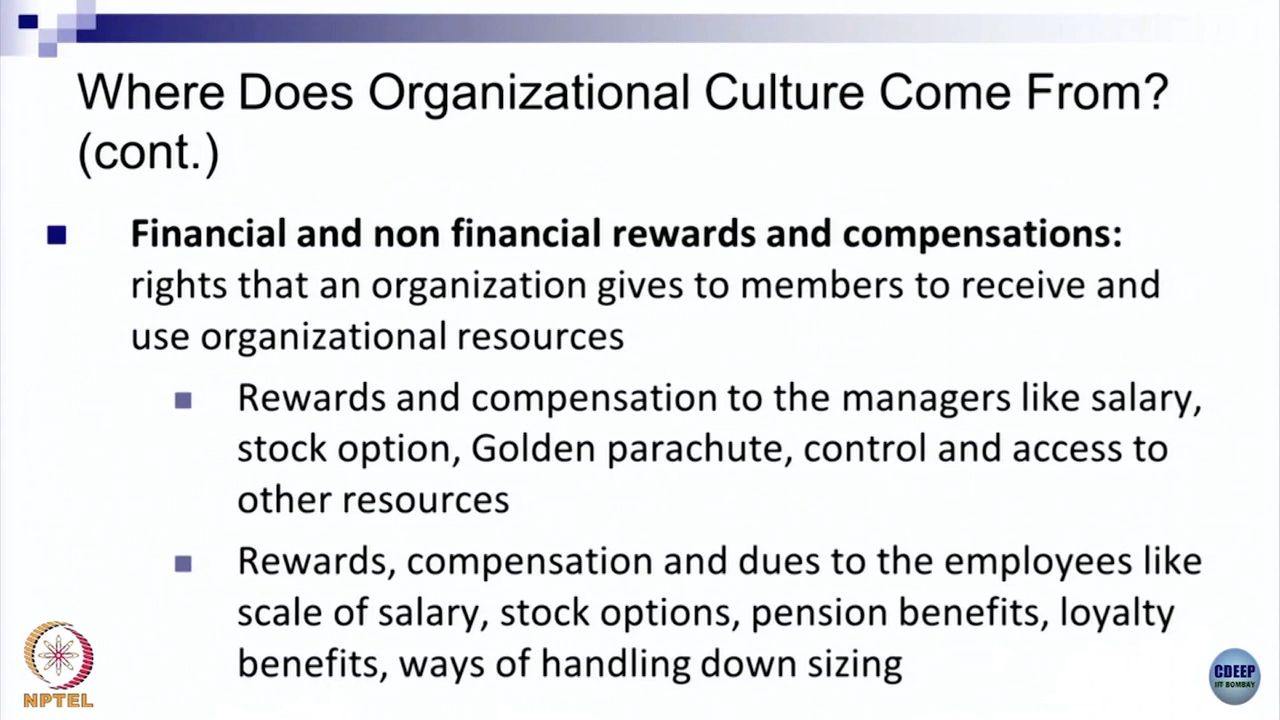 Where Does Organizational Culture Come From?
(cont.)
Financial and non financial rewards and compensations:
rights that an organization gives to members to receive and
use organizational resources
Rewards and compensation to the managers like salary,
stock option, Golden parachute, control and access to
other resources
Rewards, compensation and dues to the employees like
scale of salary, stock options, pension benefits, loyalty
benefits, ways of handling down sizing
NPTEL
CDEEP
IIT BOMBAY